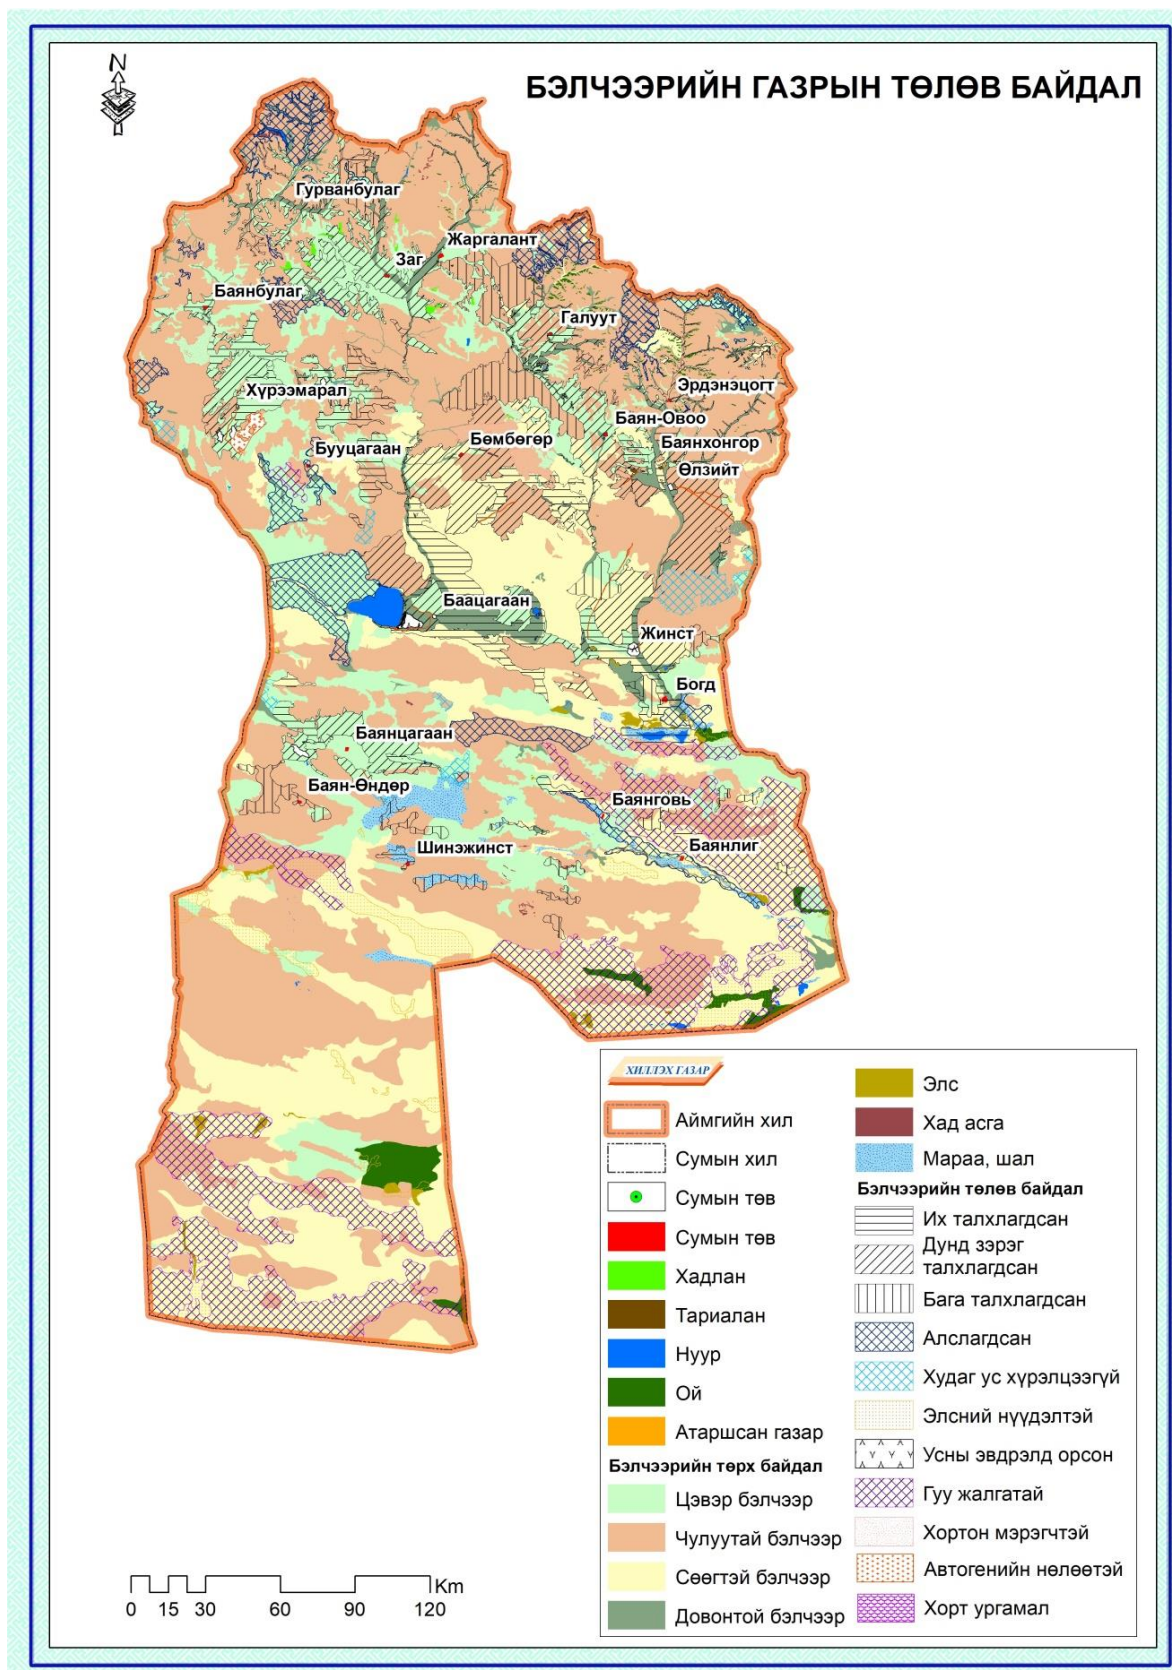 N
БЭЛЧЭЭРИЙН ГАЗРЫН ТӨЛӨВ БАЙДАЛ
Гурванбулаг
Жаргалант
Заг
Баянбулаг
Галуут
Эрдэнэцогт
Хүрээмарал
Баян-Овоо
Бөмбөгөр
Баянхонгор
Бууцагаан
Өлзийт
Баацагаан
Жинст
Богд
Баянцагаан
Баян-Өндөр
Баянговь
Шинэжинст
Баянлиг
ХИЛЛЭХ ГАЗАР
Аймгийн хил
Сумын хил
Сумын төв
Сумын төв
Хадлан
Тариалан
Нуур
Ой
Атаршсан газар
Бэлчээрийн төрх байдал
Цэвэр бэлчээр
Чулуутай бэлчээр
Сөөгтэй бэлчээр
Довонтой бэлчээр
Элс
Хад асга
Мараа, шал
Бэлчээрийн төлөв байдал
Их талхлагдсан
Дунд зэрэг
талхлагдсан
Бага талхлагдсан
Алслагдсан
Худаг ус хүрэлцээгүй
Элсний нүүдэлтэй
Усны эвдрэлд орсон
Гуу жалгатай
Хортон мэрэгчтэй
Автогенийн нөлөөтэй
Хорт ургамал
Km
0 15 30 60 90 120